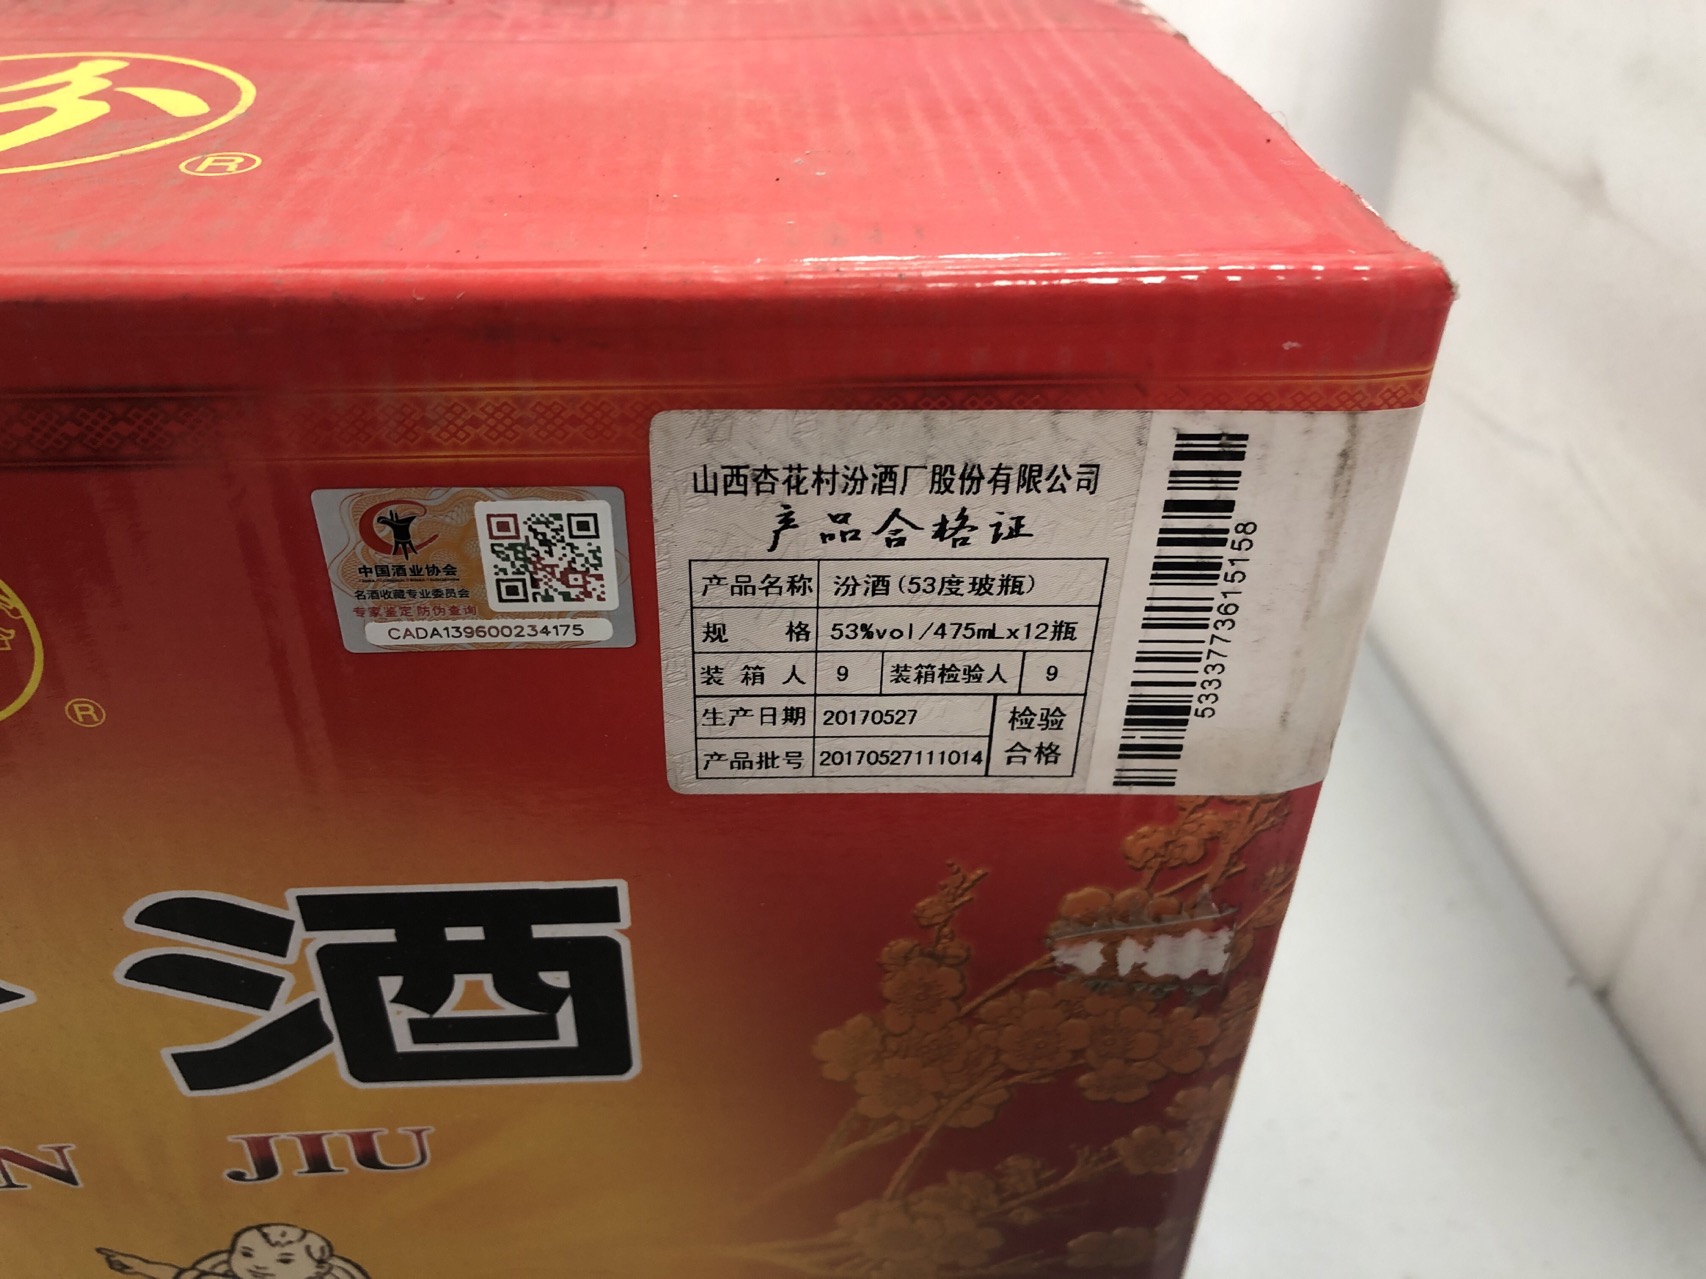 汾
®
®
中国酒业协会
名酒收藏专业委员会
专家鉴定 防伪查询
CADA139600234175
山西杏花村汾酒厂股份有限公司
产品合格证
产品名称 汾酒(53度玻瓶)
规 格 53%vol/475mLx12瓶
装 箱 人 9 装箱检验人 9
生产日期 20170527 检验
产品批号 20170527111014 合格
5333773615158
酒
N JIU